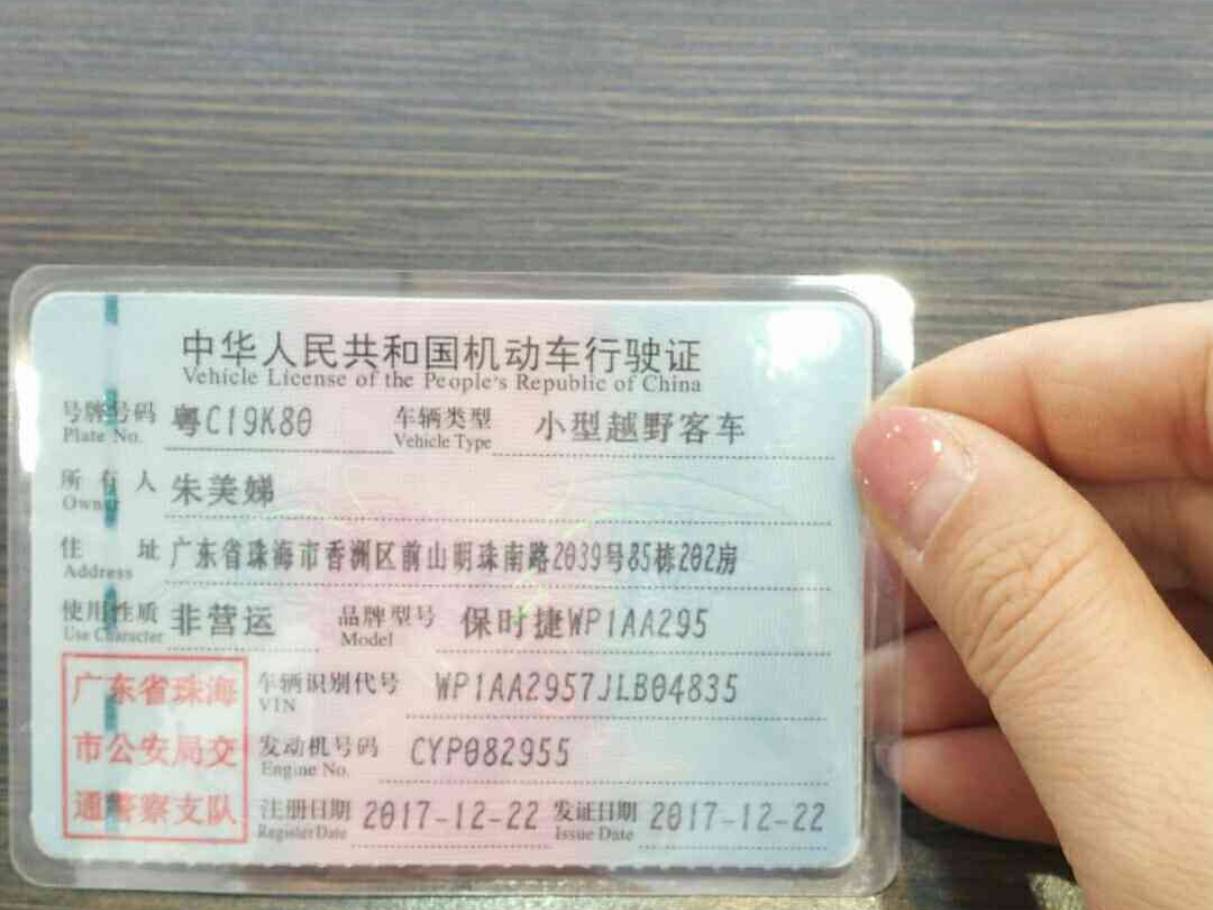 中华人民共和国机动车行驶证
Vehicle License of the People's Republic of China
号牌号码 粤C19K80 车辆类型 小型越野客车
Plate No. Vehicle Type
所有人 朱美娣
Owner
住址 广东省珠海市香洲区前山明珠南路2039号85栋202房
Address
使用性质 非营运 品牌型号 保时捷WP1AA295
Use Character Model
车辆识别代号 WP1AA2957JLB04835
VIN
发动机号码 CYP082955
Engine No.
注册日期 2017-12-22 发证日期 2017-12-22
Register Date Issue Date
广东省珠海
市公安局交
通警察支队